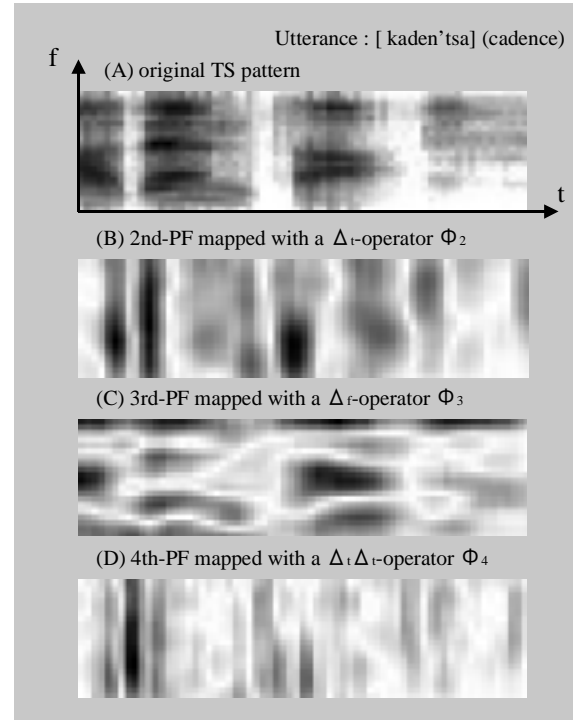 Utterance : [ kaden’tsa] (cadence)
f
(A) original TS pattern
t
(B) 2nd-PF mapped with a Δt-operator Φ2
(C) 3rd-PF mapped with a Δf-operator Φ3
(D) 4th-PF mapped with a ΔtΔt-operator Φ4